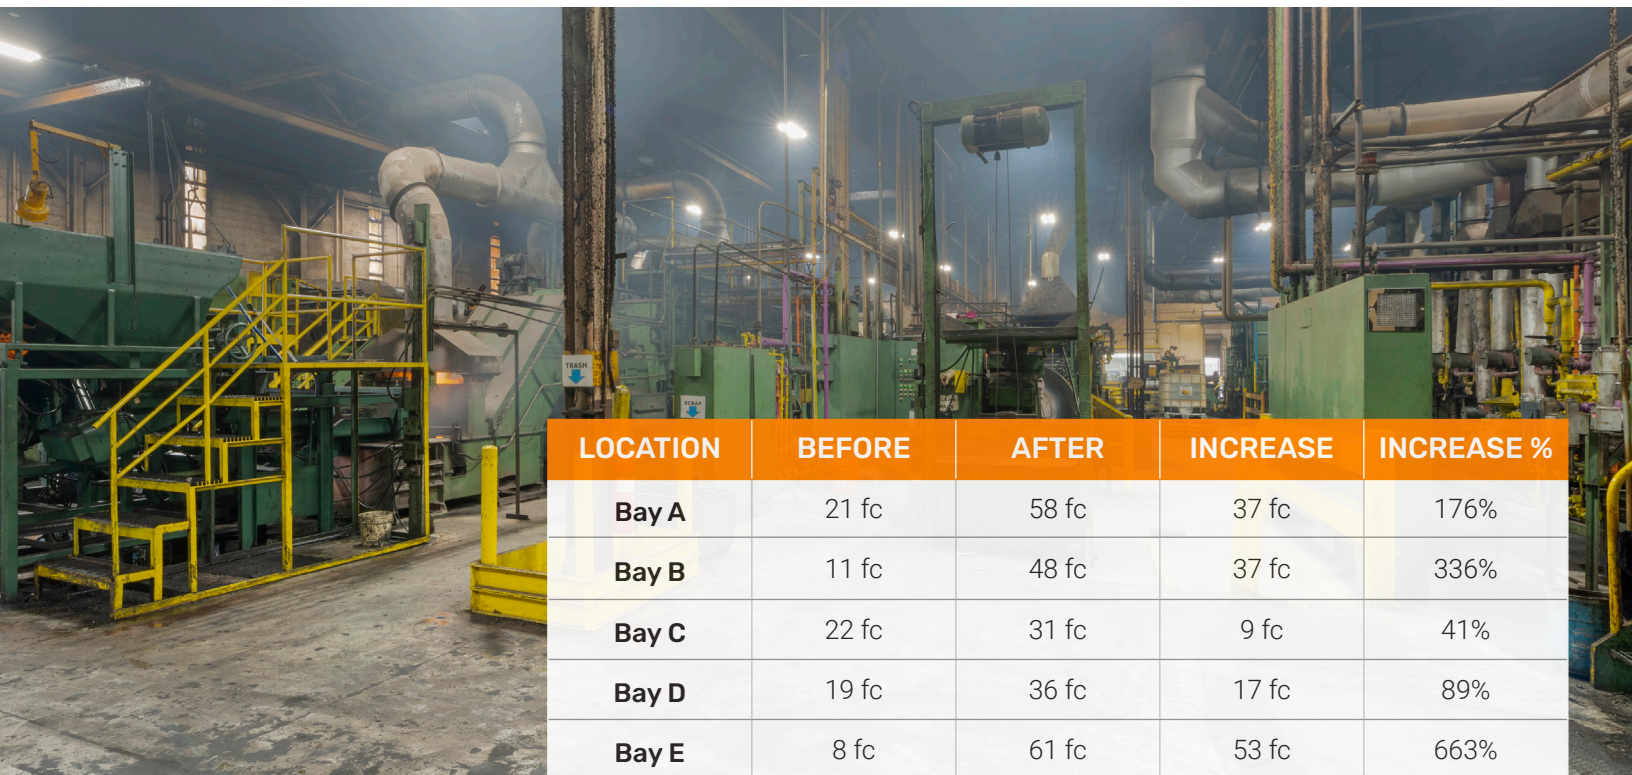 TRASH
SCRAP
LOCATION BEFORE AFTER INCREASE INCREASE %
Bay A 21 fc 58 fc 37 fc 176%
Bay B 11 fc 48 fc 37 fc 336%
Bay C 22 fc 31 fc 9 fc 41%
Bay D 19 fc 36 fc 17 fc 89%
Bay E 8 fc 61 fc 53 fc 663%